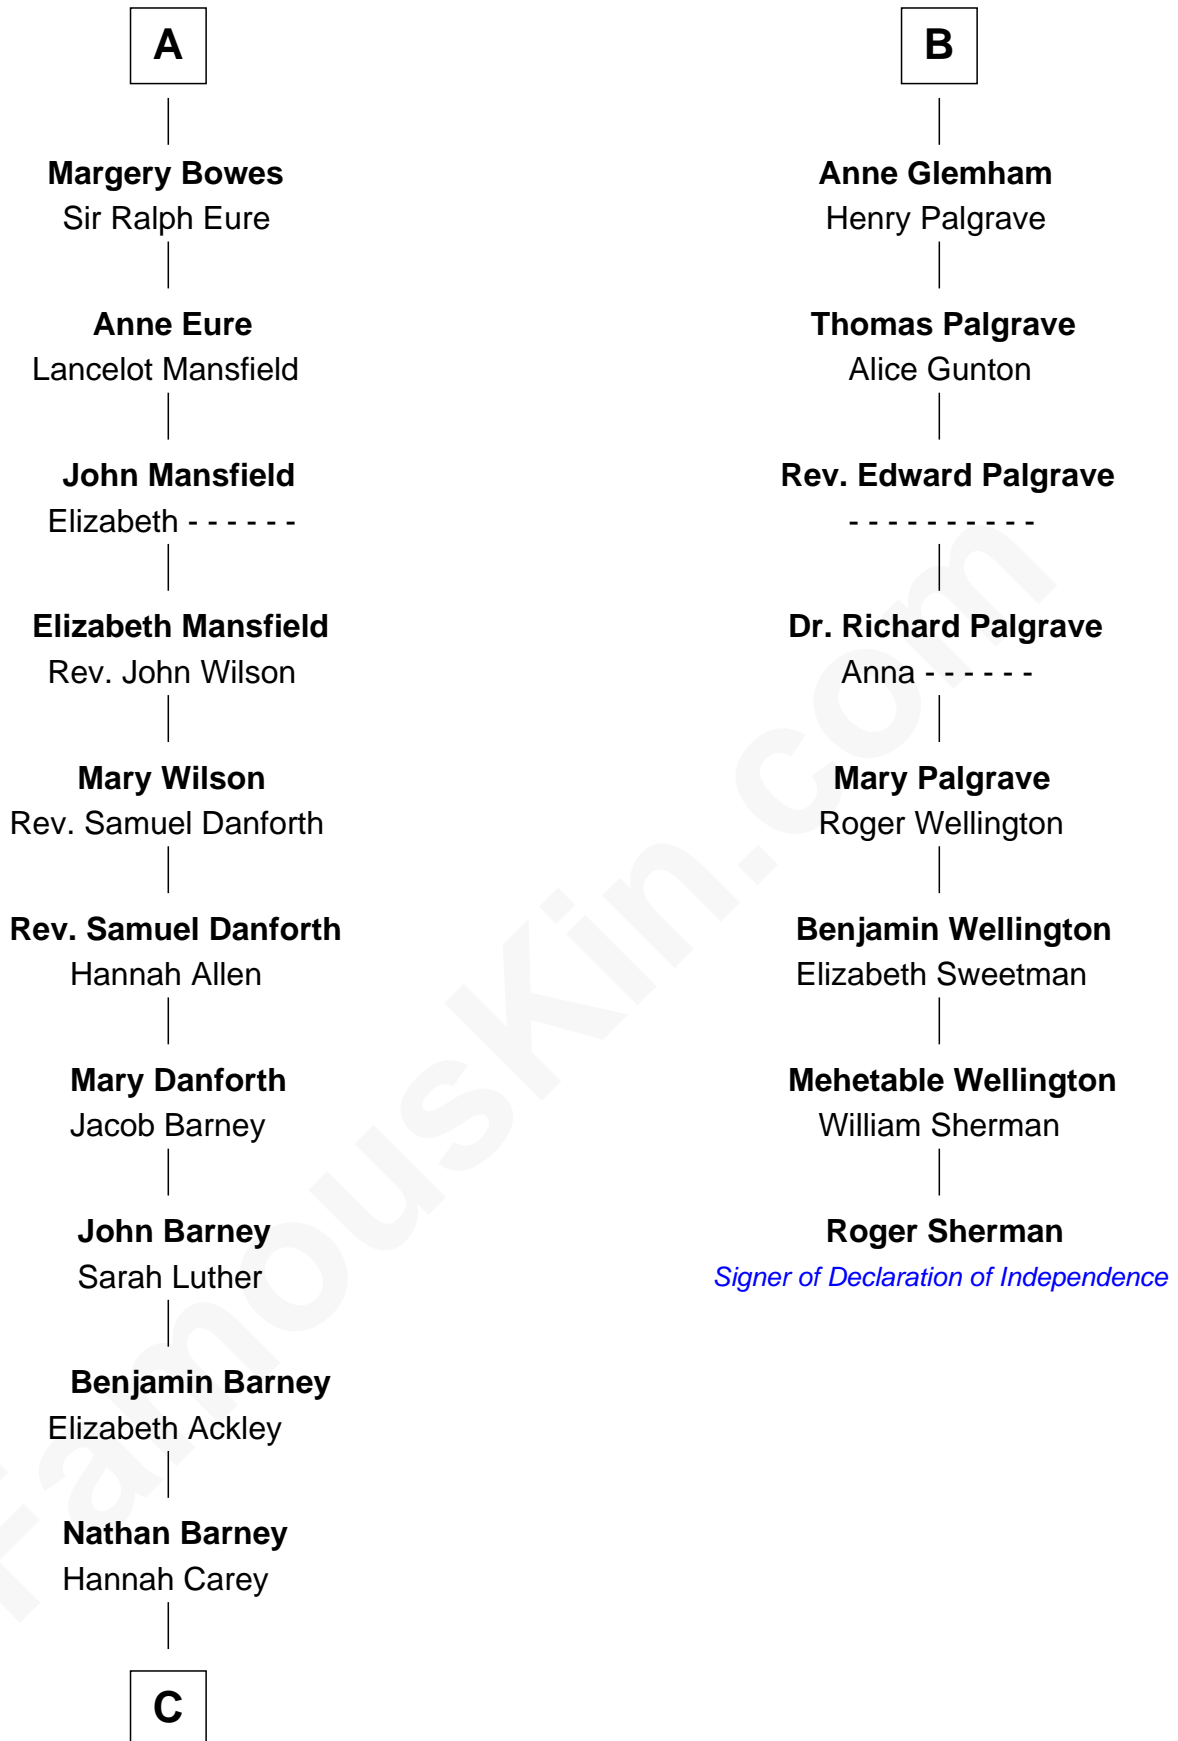 A
Margery Bowes
Sir Ralph Eure
Anne Eure
Lancelot Mansfield
John Mansfield
Elizabeth - - - - - -
Elizabeth Mansfield
Rev. John Wilson
Mary Wilson
Rev. Samuel Danforth
Rev. Samuel Danforth
Hannah Allen
Mary Danforth
Jacob Barney
John Barney
Sarah Luther
Benjamin Barney
Elizabeth Ackley
Nathan Barney
Hannah Carey
C
B
Anne Glemham
Henry Palgrave
Thomas Palgrave
Alice Gunton
Rev. Edward Palgrave
- - - - - - - - - -
Dr. Richard Palgrave
Anna - - - - - -
Mary Palgrave
Roger Wellington
Benjamin Wellington
Elizabeth Sweetman
Mehetable Wellington
William Sherman
Roger Sherman
Signer of Declaration of Independence
FamousKin.com